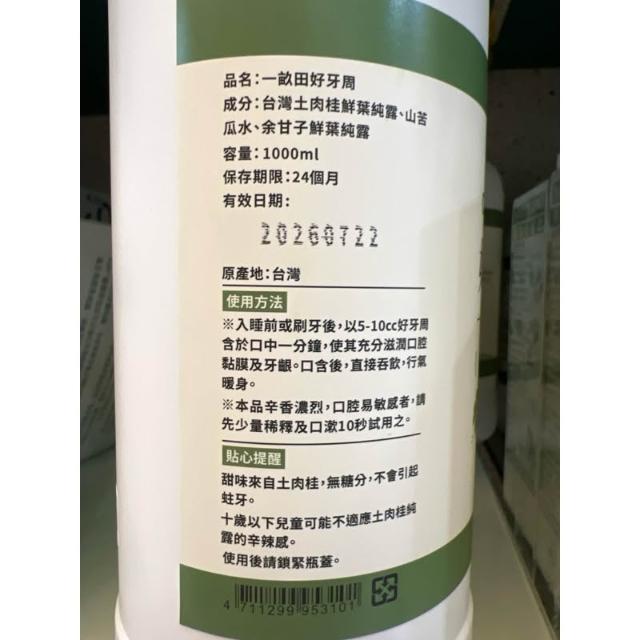 品名：一畝田好牙周
成分：台灣土肉桂鮮葉純露、山苦
瓜水、余甘子鮮葉純露
容量：1000ml
保存期限：24個月
有效日期：
20260722
原產地：台灣
使用方法
※入睡前或刷牙後，以5-10cc好牙周
含於口中一分鐘，使其充分滋潤口腔
黏膜及牙齦。口含後，直接吞飲，行氣
暖身。
※本品辛香濃烈，口腔易敏感者，請
先少量稀釋及口漱10秒試用之。
貼心提醒
甜味來自土肉桂，無糖分，不會引起
蛀牙。
十歲以下兒童可能不適應土肉桂純
露的辛辣感。
使用後請鎖緊瓶蓋。
4 711299 953101